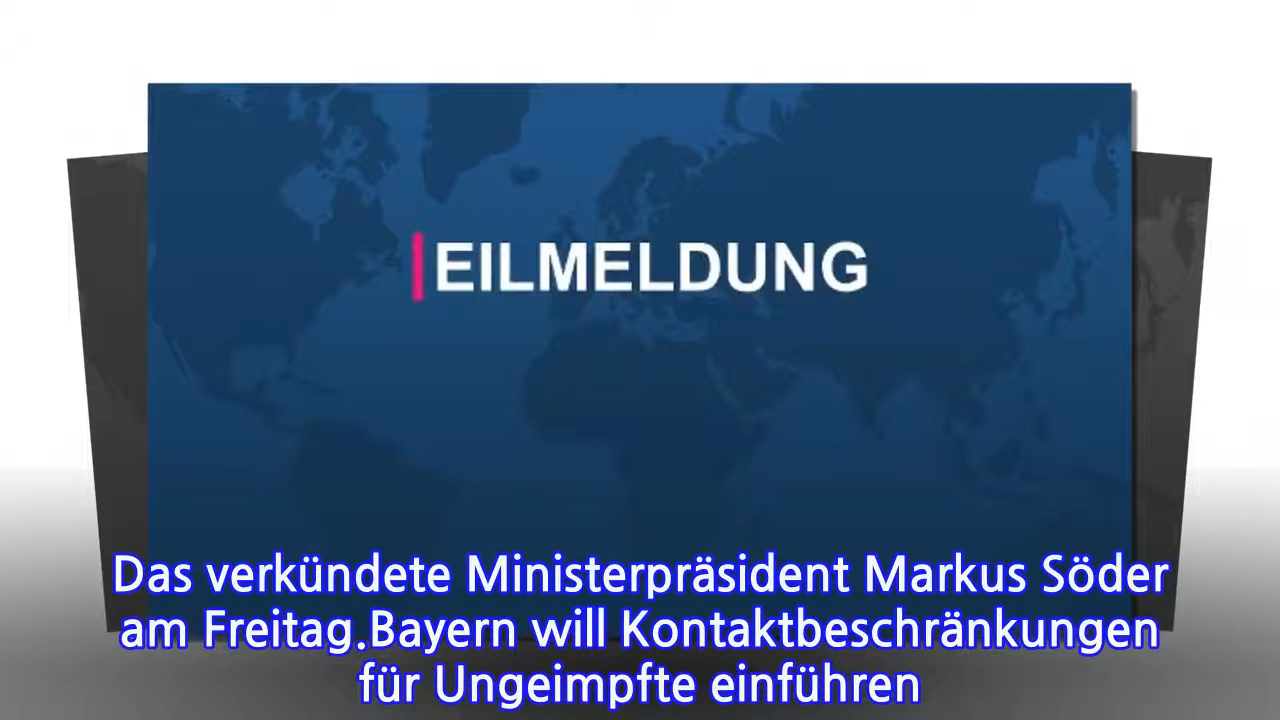 EILMELDUNG
Das verkündete Ministerpräsident Markus Söder
am Freitag.Bayern will Kontaktbeschränkungen
für Ungeimpfte einführen